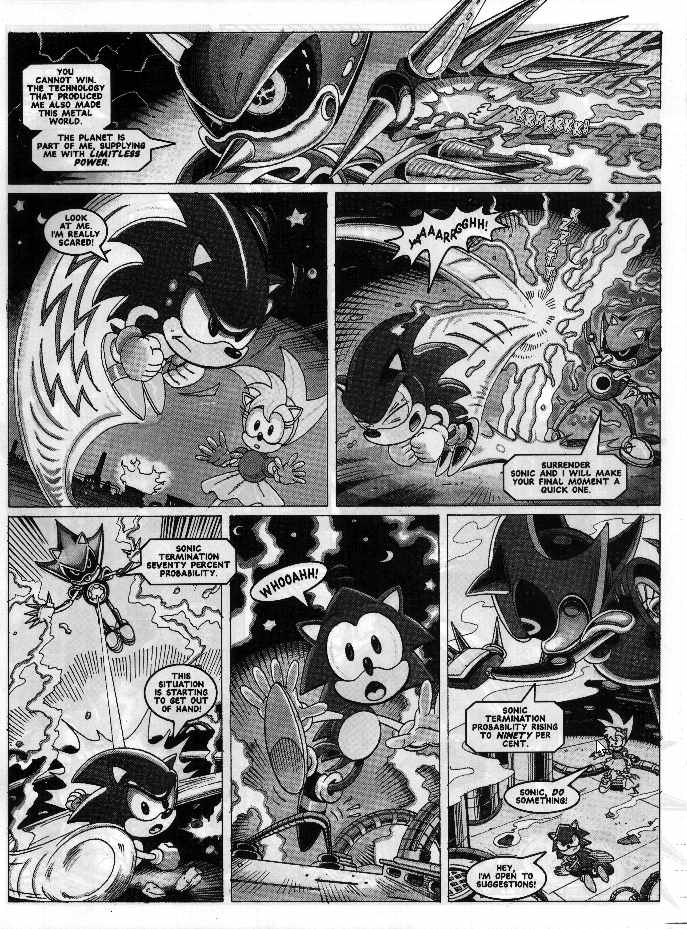 YOU
CANNOT WIN.
THE TECHNOLOGY
THAT PRODUCED
ME ALSO MADE
THIS METAL
WORLD.
THE PLANET IS
PART OF ME, SUPPLYING
ME WITH LIMITLESS
POWER.
LOOK
AT ME.
I'M REALLY
SCARED!
AAAARRGGHH!
SURRENDER
SONIC AND I WILL MAKE
YOUR FINAL MOMENT A
QUICK ONE.
SONIC
TERMINATION
SEVENTY PERCENT
PROBABILITY.
THIS
SITUATION
IS STARTING
TO GET OUT
OF HAND!
WHOOAHH!
SONIC
TERMINATION
PROBABILITY RISING
TO NINETY PER
CENT.
SONIC, DO
SOMETHING!
HEY,
I'M OPEN TO
SUGGESTIONS!